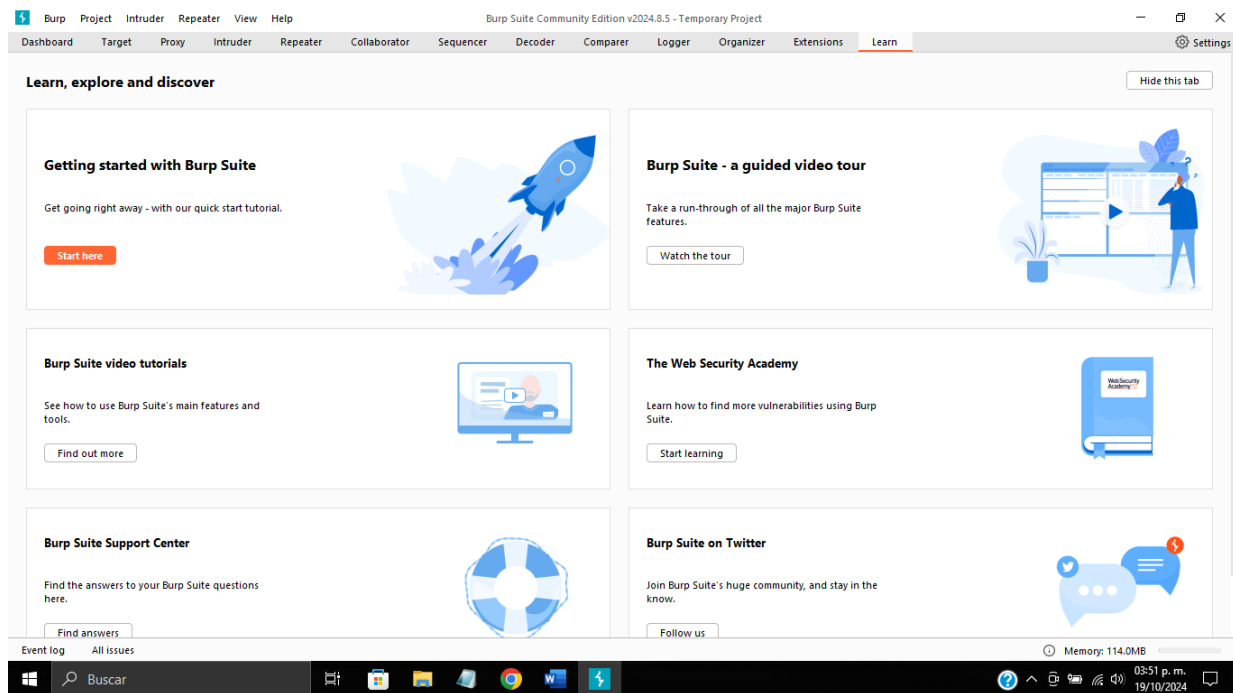 Burp Project Intruder Repeater View Help Burp Suite Community Edition v2024.8.5 - Temporary Project
Dashboard Target Proxy Intruder Repeater Collaborator Sequencer Decoder Comparer Logger Organizer Extensions Learn Settings
Learn, explore and discover
Hide this tab
Getting started with Burp Suite
Get going right away - with our quick start tutorial.
Start here
Burp Suite - a guided video tour
Take a run-through of all the major Burp Suite
features.
Watch the tour
Burp Suite video tutorials
See how to use Burp Suite's main features and
tools.
Find out more
The Web Security Academy
Learn how to find more vulnerabilities using Burp
Suite.
Start learning
WebSecurity
Academy
Burp Suite Support Center
Find the answers to your Burp Suite questions
here.
Find answers
Burp Suite on Twitter
Join Burp Suite's huge community, and stay in the
know.
Follow us
Event log All issues Memory: 114.0MB
Buscar
03:51 p. m.
19/10/2024